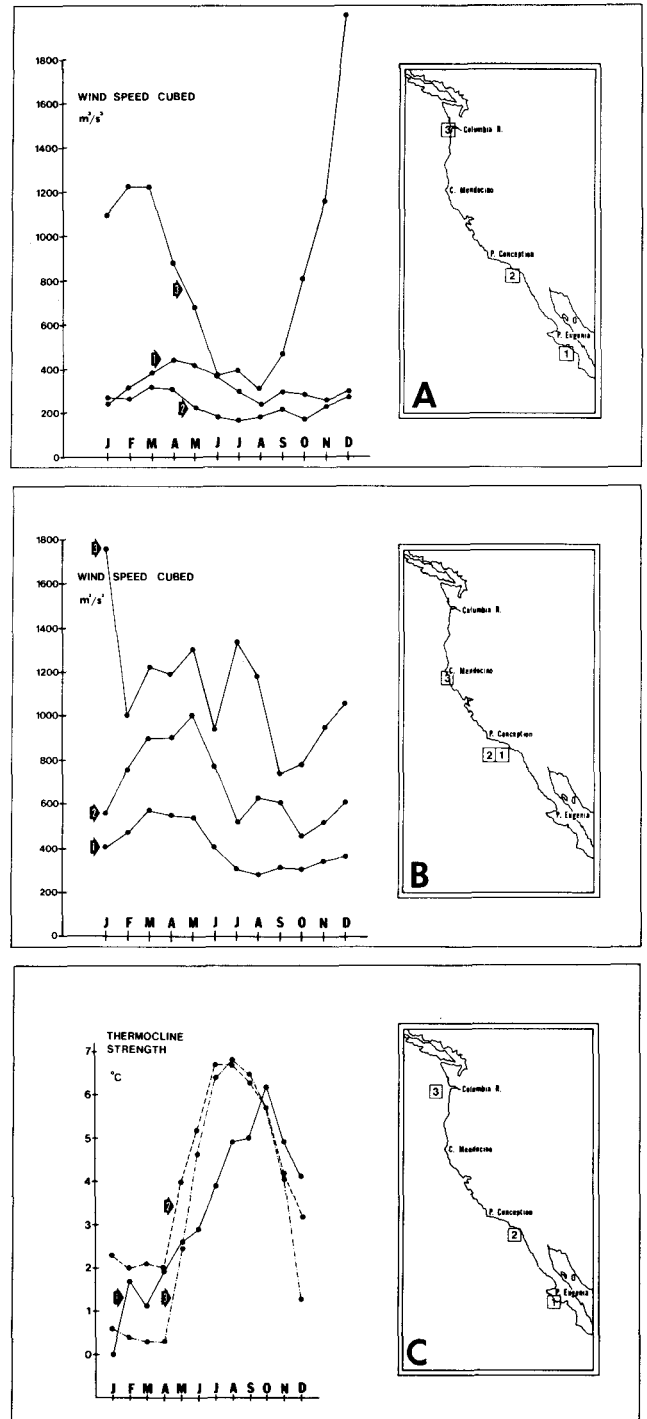 1800
1600
1400
1200
1000
800
600
400
200
0
WIND SPEED CUBED
m³/s³
3
1
2
J F M A M J J A S O N D
3
Columbia R.
C. Mendocino
P. Conception
2
P. Eugenia
1
A
1800
1600
1400
1200
1000
800
600
400
200
0
3
WIND SPEED CUBED
m³/s³
2
1
J F M A M J J A S O N D
Columbia R.
3
C. Mendocino
P. Conception
2 1
P. Eugenia
B
THERMOCLINE
STRENGTH
°C
7
6
5
4
3
2
1
0
2
3
J F M A M J J A S O N D
3
Columbia R.
C. Mendocino
P. Conception
2
P. Eugenia
1
C